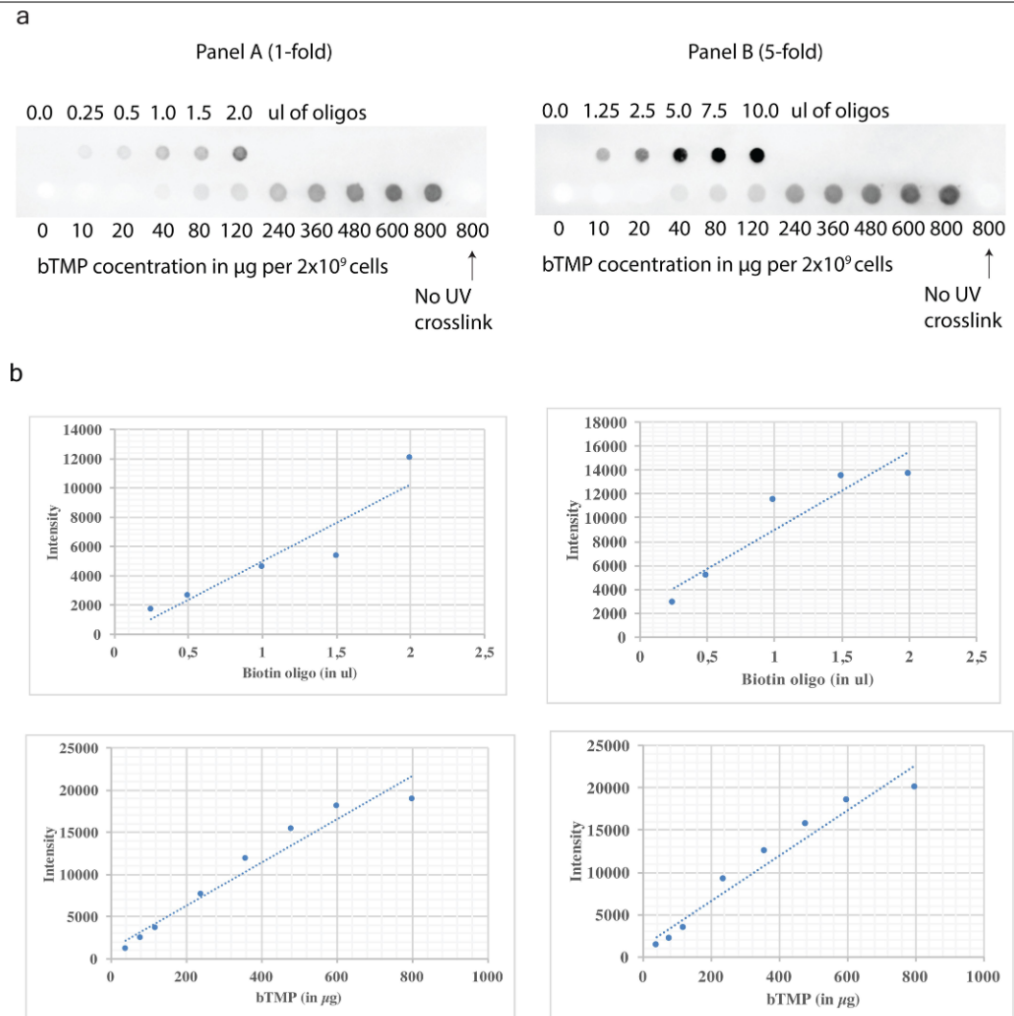 a
Panel A (1-fold)
0.0 0.25 0.5 1.0 1.5 2.0 ul of oligos
0 10 20 40 80 120 240 360 480 600 800 800
bTMP cocentration in µg per 2x10⁹ cells
No UV
crosslink
Panel B (5-fold)
0.0 1.25 2.5 5.0 7.5 10.0 ul of oligos
0 10 20 40 80 120 240 360 480 600 800 800
bTMP cocentration in µg per 2x10⁹ cells
No UV
crosslink
b
14000
12000
10000
8000
6000
4000
2000
0
Intensity
0 0,5 1 1,5 2 2,5
Biotin oligo (in ul)
18000
16000
14000
12000
10000
8000
6000
4000
2000
0
Intensity
0 0,5 1 1,5 2 2,5
Biotin oligo (in ul)
25000
20000
15000
10000
5000
0
Intensity
0 200 400 600 800 1000
bTMP (in µg)
25000
20000
15000
10000
5000
0
Intensity
0 200 400 600 800 1000
bTMP (in µg)